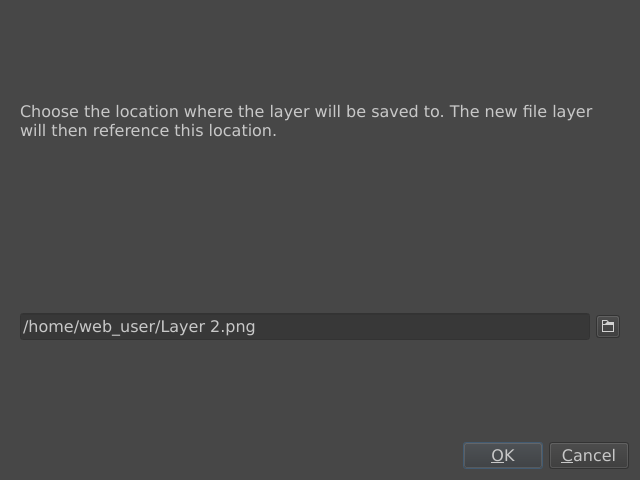 Choose the location where the layer will be saved to. The new file layer
will then reference this location.
/home/web_user/Layer 2.png
OK
Cancel